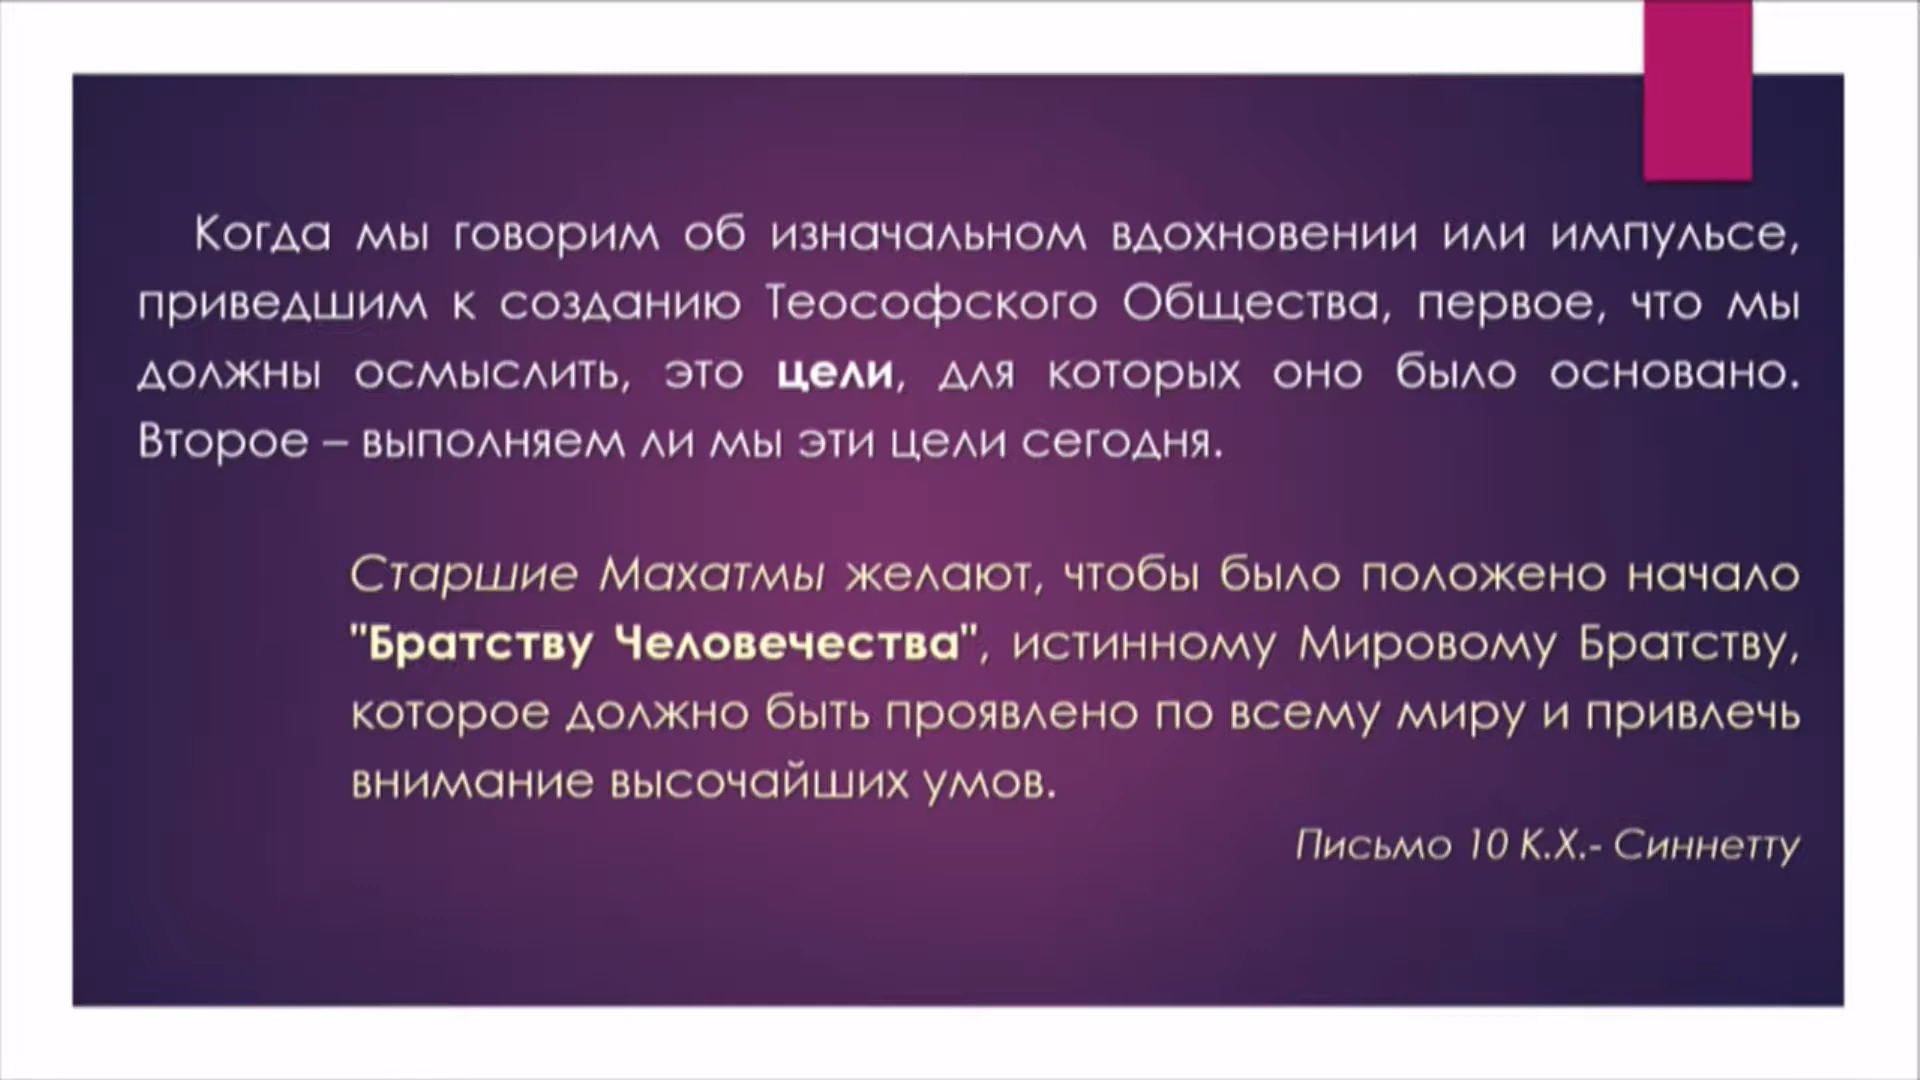 Когда мы говорим об изначальном вдохновении или импульсе,
приведшим к созданию Теософского Общества, первое, что мы
должны осмыслить, это цели, для которых оно было основано.
Второе – выполняем ли мы эти цели сегодня.
Старшие Махатмы желают, чтобы было положено начало
"Братству Человечества", истинному Мировому Братству,
которое должно быть проявлено по всему миру и привлечь
внимание высочайших умов.
Письмо 10 К.Х.- Синнетту